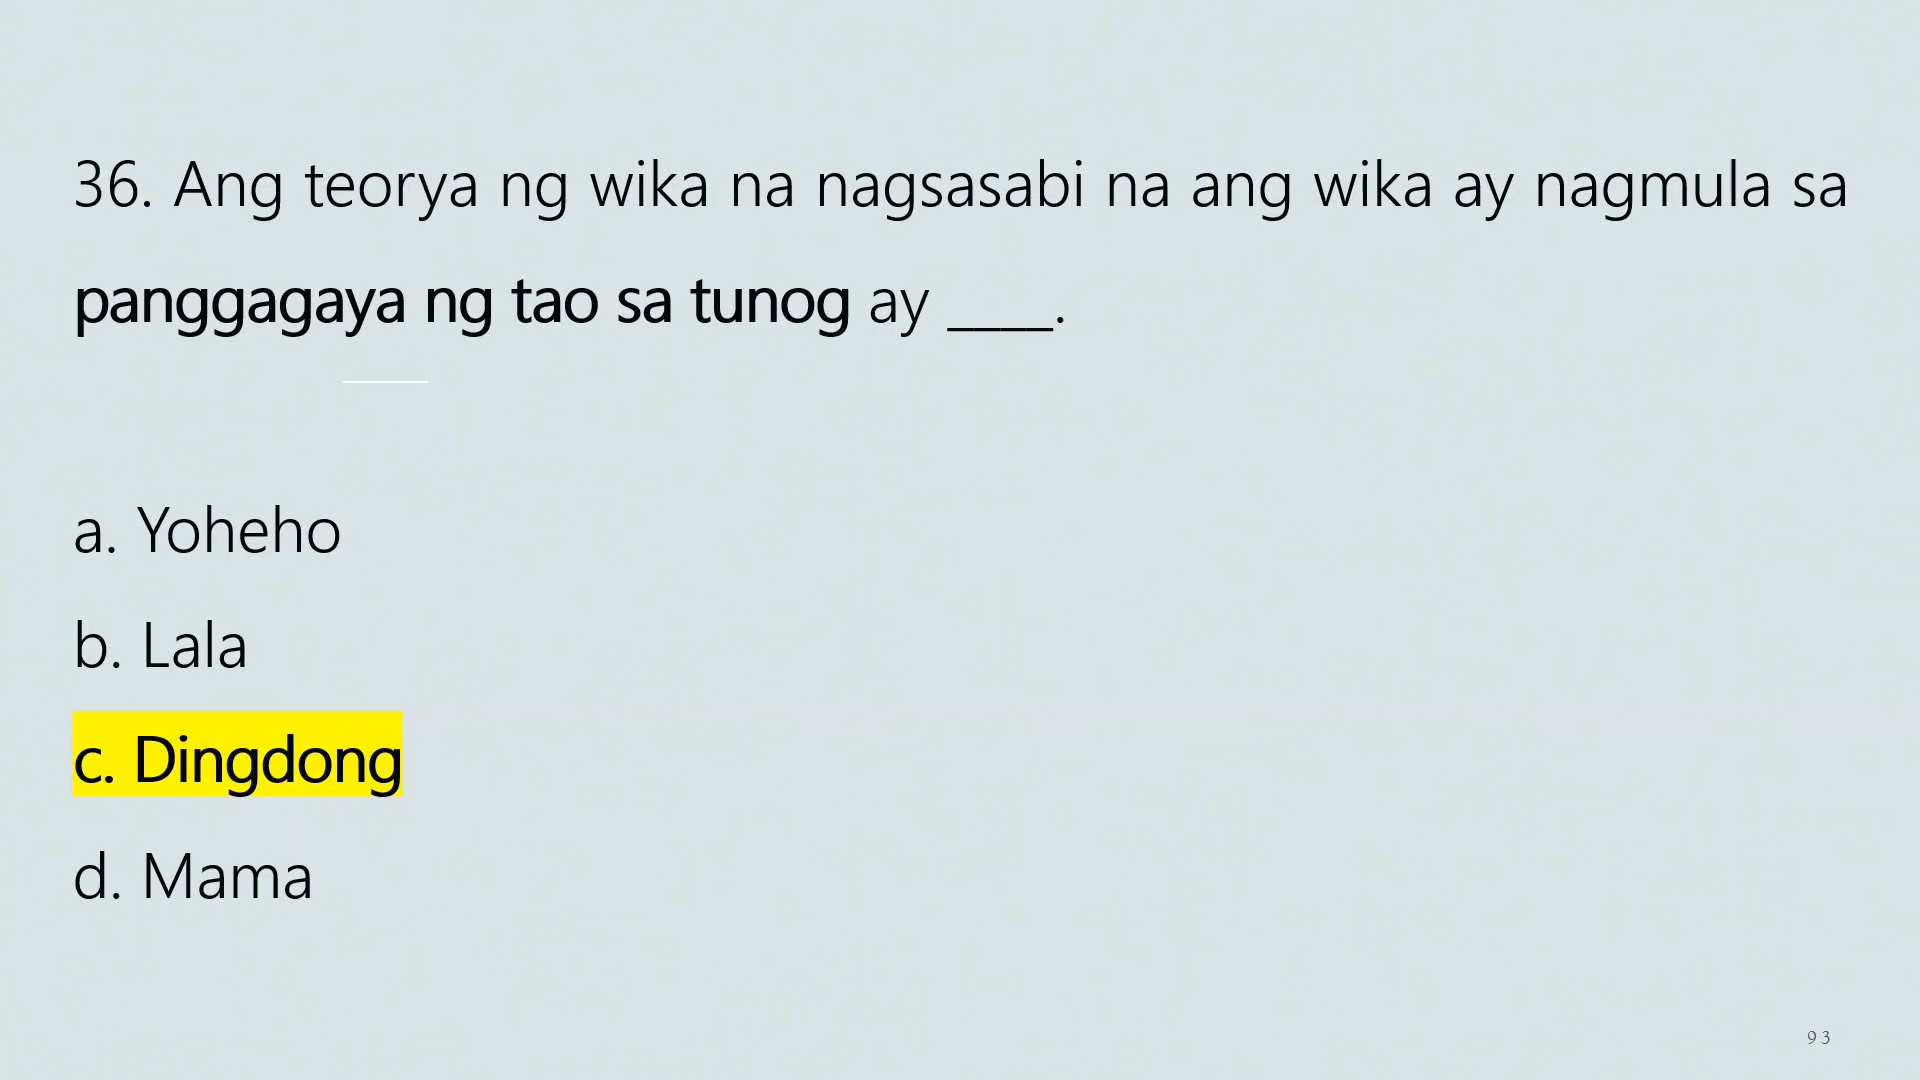 36. Ang teorya ng wika na nagsasabi na ang wika ay nagmula sa
panggagaya ng tao sa tunog ay ____.
a. Yoheho
b. Lala
c. Dingdong
d. Mama
93